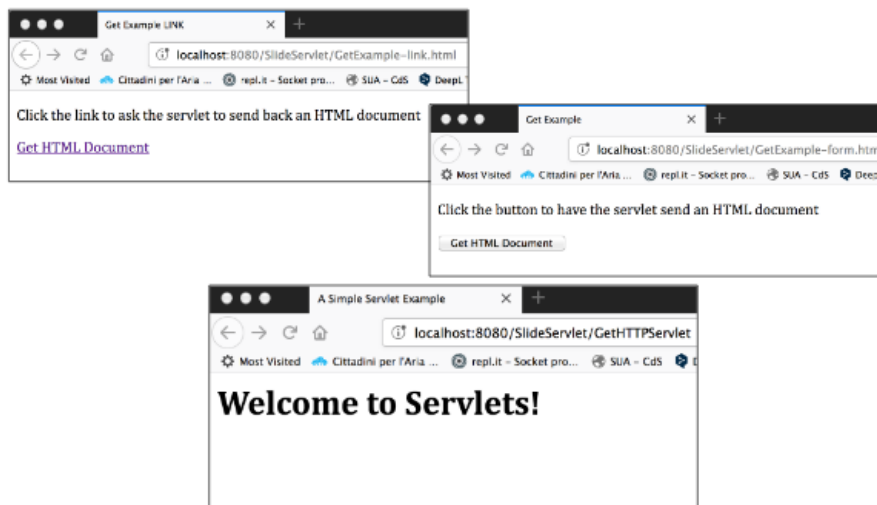 Get Example LINK
localhost:8080/SlideServlet/GetExample-link.html
Most Visited Cittadini per l'Aria ... repl.it - Socket pro... SUA - CdS DeepL
Click the link to ask the servlet to send back an HTML document
Get HTML Document
Get Example
localhost:8080/SlideServlet/GetExample-form.htm
Most Visited Cittadini per l'Aria ... repl.it - Socket pro... SUA - CdS Deep
Click the button to have the servlet send an HTML document
Get HTML Document
A Simple Servlet Example
localhost:8080/SlideServlet/GetHTTPServlet
Most Visited Cittadini per l'Aria ... repl.it - Socket pro... SUA - CdS
Welcome to Servlets!